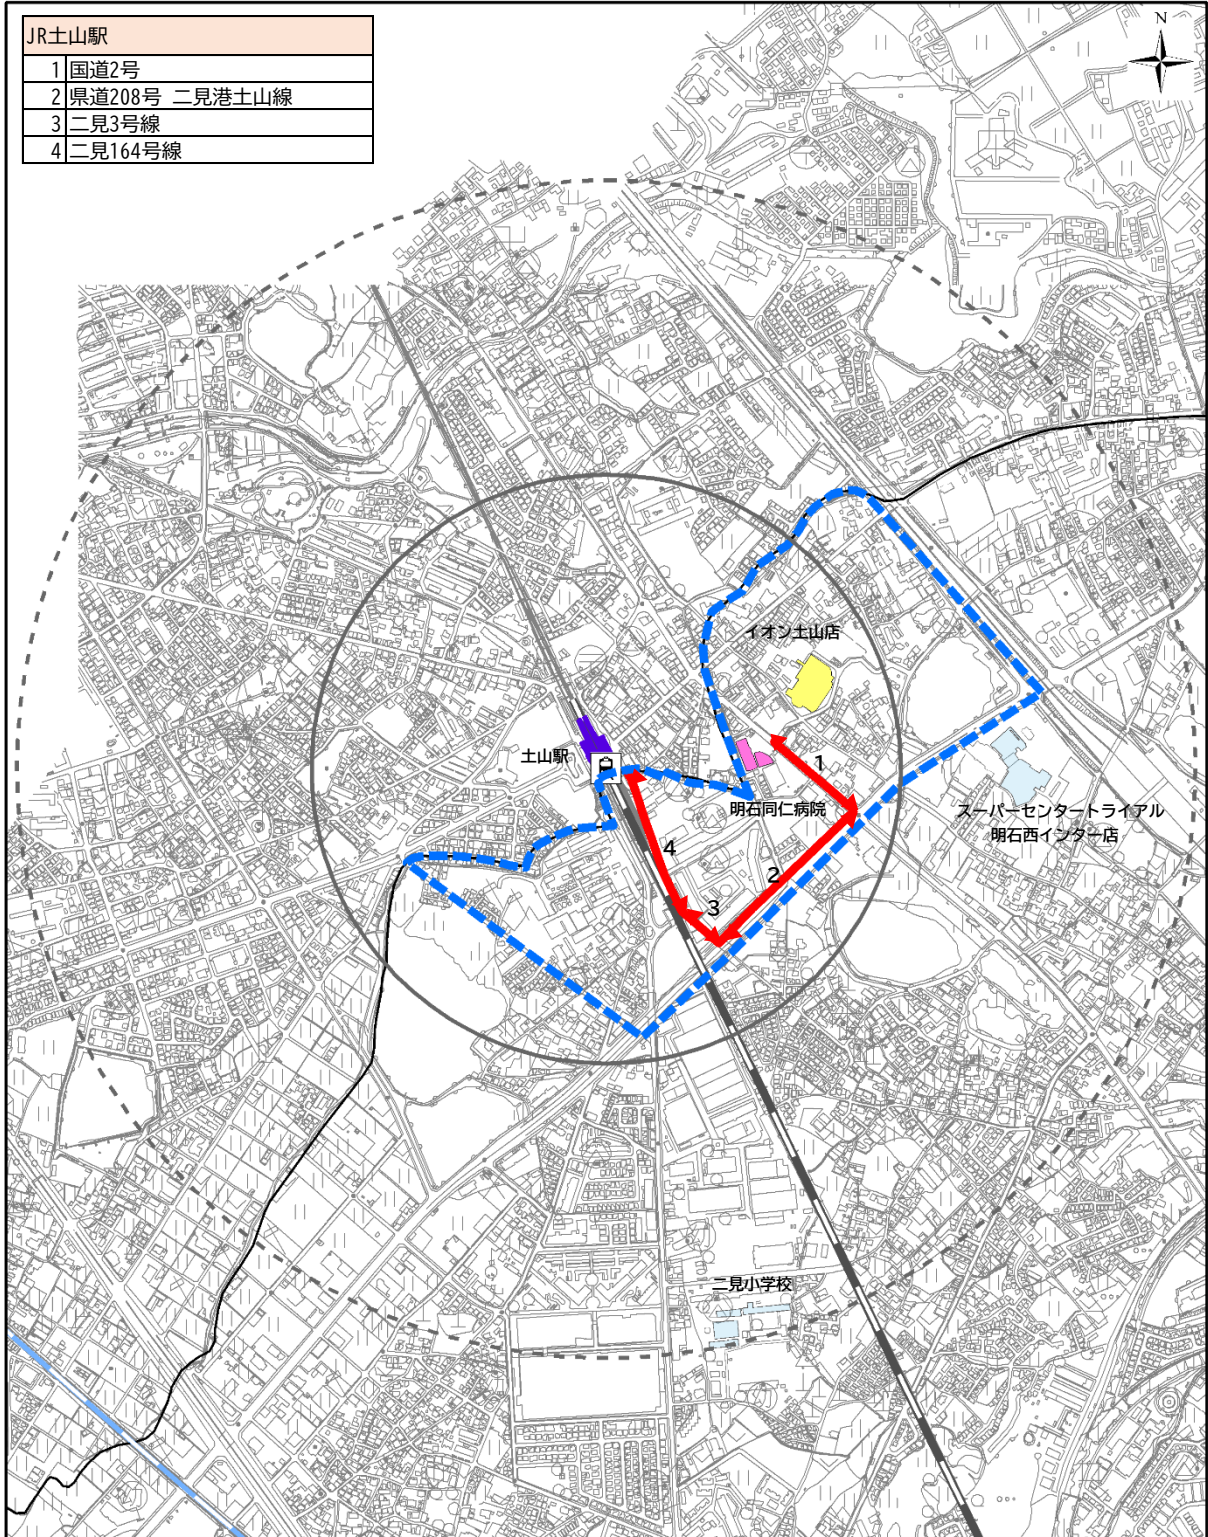 JR土山駅
1 国道2号
2 県道208号 二見港土山線
3 二見3号線
4 二見164号線
N
イオン土山店
土山駅
1
明石同仁病院
スーパーセンタートライアル
明石西インター店
4
2
3
二見小学校